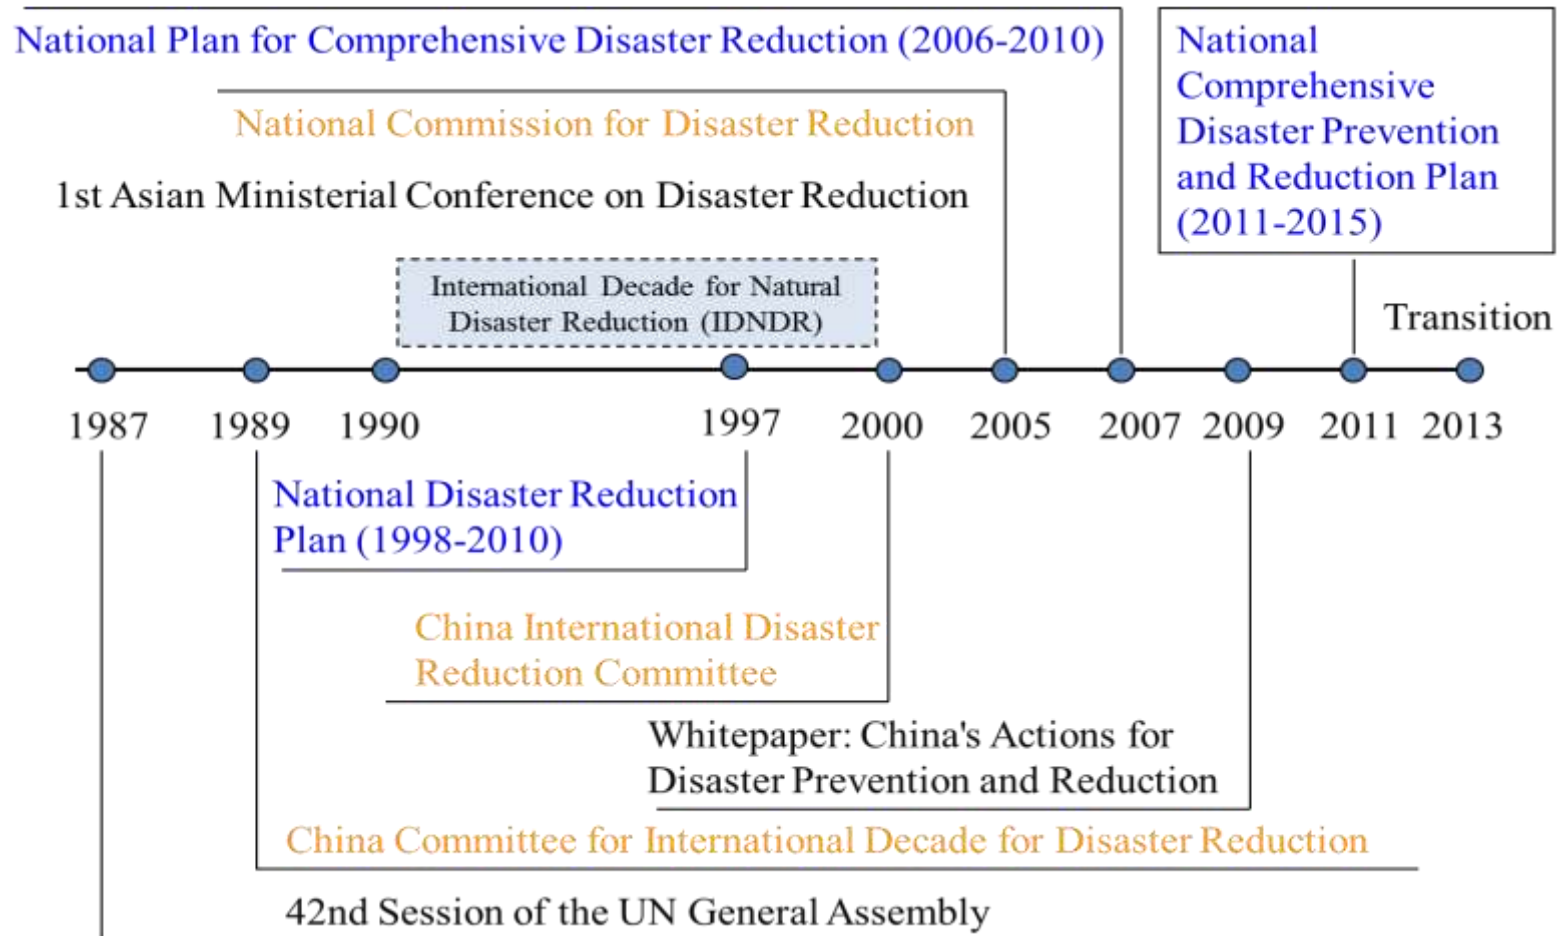 National Plan for Comprehensive Disaster Reduction (2006-2010)
National
Comprehensive
Disaster Prevention
and Reduction Plan
(2011-2015)
National Commission for Disaster Reduction
1st Asian Ministerial Conference on Disaster Reduction
International Decade for Natural
Disaster Reduction (IDNDR)
Transition
1987 1989 1990 1997 2000 2005 2007 2009 2011 2013
National Disaster Reduction
Plan (1998-2010)
China International Disaster
Reduction Committee
Whitepaper: China's Actions for
Disaster Prevention and Reduction
China Committee for International Decade for Disaster Reduction
42nd Session of the UN General Assembly